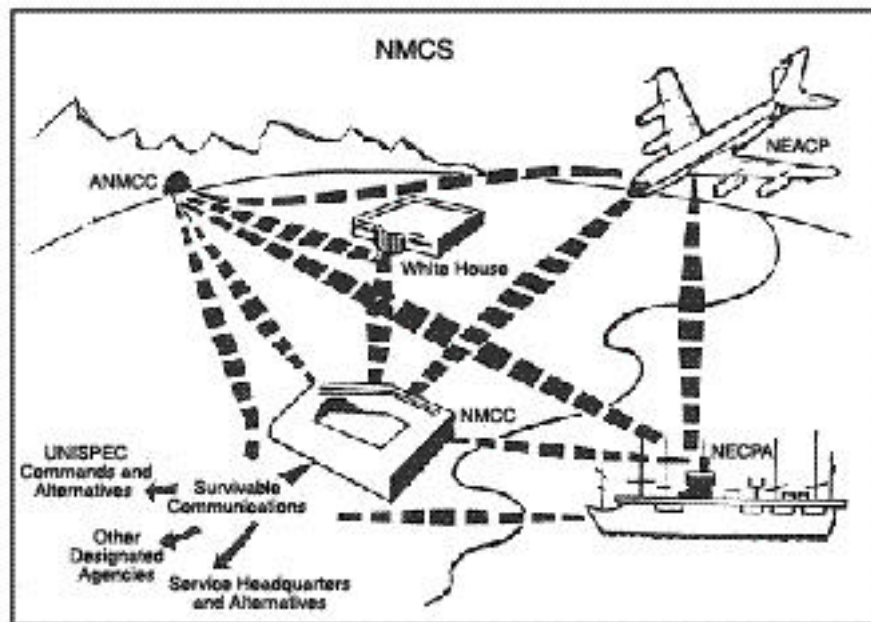 NMCS
NEACP
ANMCC
White House
NMCC
NECPA
UNISPEC
Commands and
Alternatives
Survivable
Communications
Other
Designated
Agencies
Service Headquarters
and Alternatives